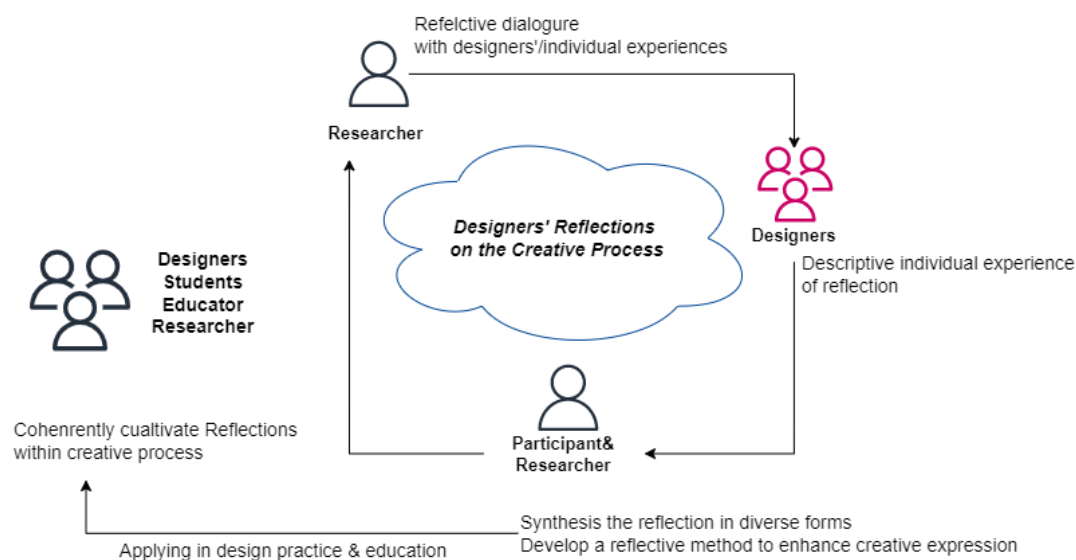 Refelctive dialogure
with designers'/individual experiences
Researcher
Designers' Reflections
on the Creative Process
Designers
Descriptive individual experience
of reflection
Designers
Students
Educator
Researcher
Participant&
Researcher
Cohenrently cualtivate Reflections
within creative process
Synthesis the reflection in diverse forms
Develop a reflective method to enhance creative expression
Applying in design practice & education